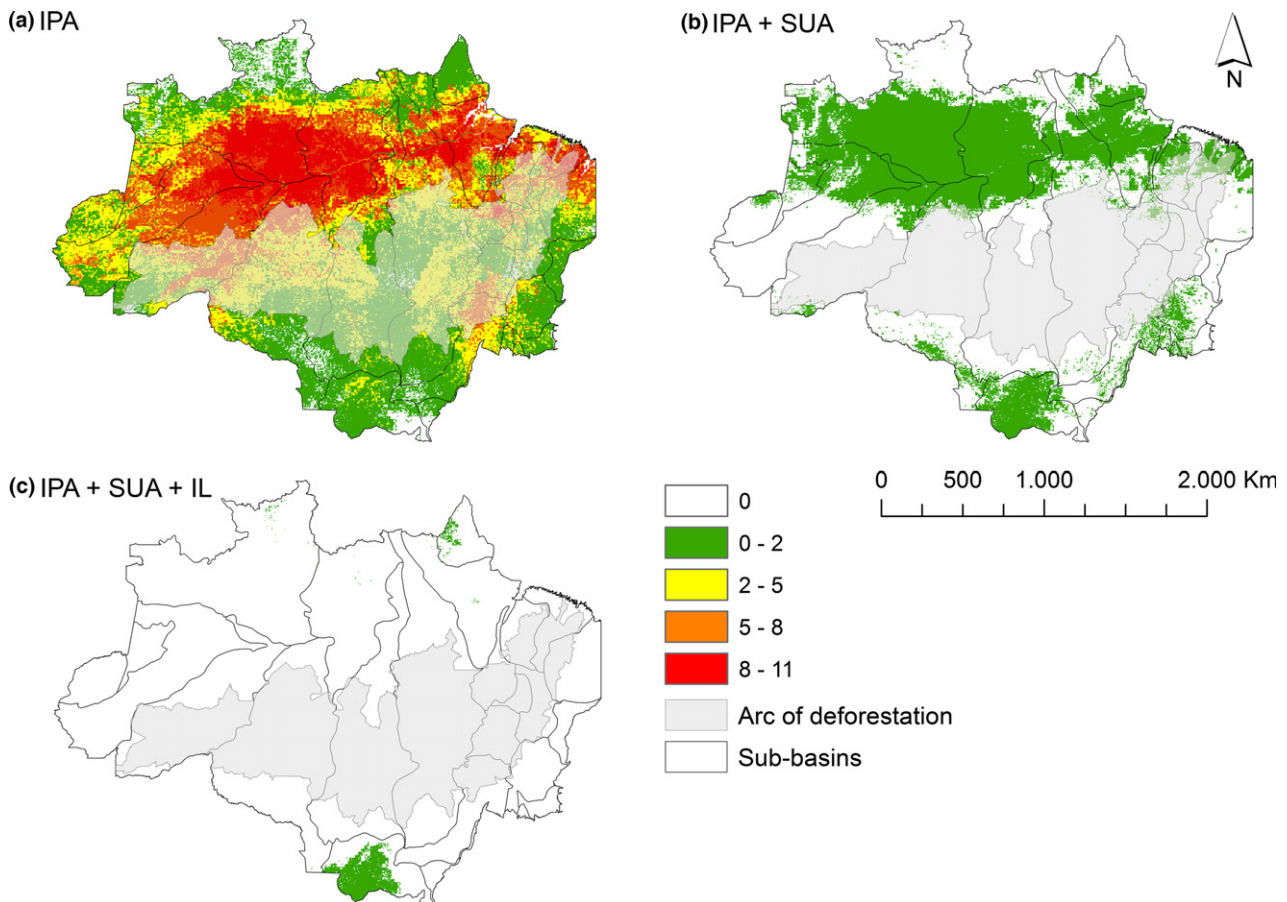 (a) IPA
(b) IPA + SUA
N
(c) IPA + SUA + IL
0 500 1.000 2.000 Km
0
0 - 2
2 - 5
5 - 8
8 - 11
Arc of deforestation
Sub-basins